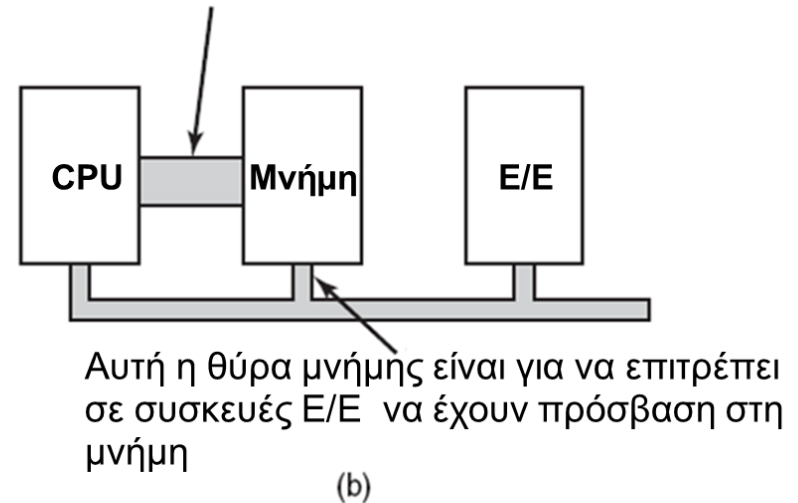 CPU
Μνήμη
Ε/Ε
Αυτή η θύρα μνήμης είναι για να επιτρέπει
σε συσκευές Ε/Ε να έχουν πρόσβαση στη
μνήμη
(b)